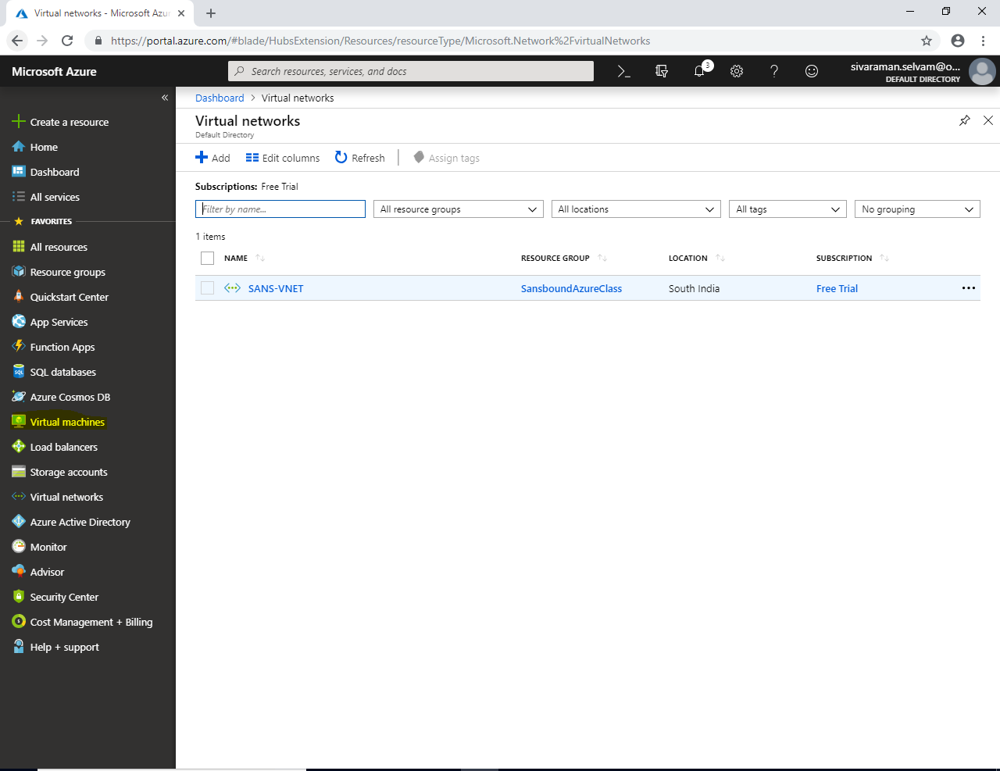 Virtual networks - Microsoft Azur
https://portal.azure.com/#blade/HubsExtension/Resources/resourceType/Microsoft.Network%2FvirtualNetworks
Microsoft Azure
Search resources, services, and docs
3
sivaraman.selvam@o...
DEFAULT DIRECTORY
Create a resource
Home
Dashboard
All services
FAVORITES
All resources
Resource groups
Quickstart Center
App Services
Function Apps
SQL databases
Azure Cosmos DB
Virtual machines
Load balancers
Storage accounts
Virtual networks
Azure Active Directory
Monitor
Advisor
Security Center
Cost Management + Billing
Help + support
Dashboard > Virtual networks
Virtual networks
Default Directory
Add Edit columns Refresh Assign tags
Subscriptions: Free Trial
Filter by name... All resource groups All locations All tags No grouping
1 items
NAME RESOURCE GROUP LOCATION SUBSCRIPTION
SANS-VNET SansboundAzureClass South India Free Trial